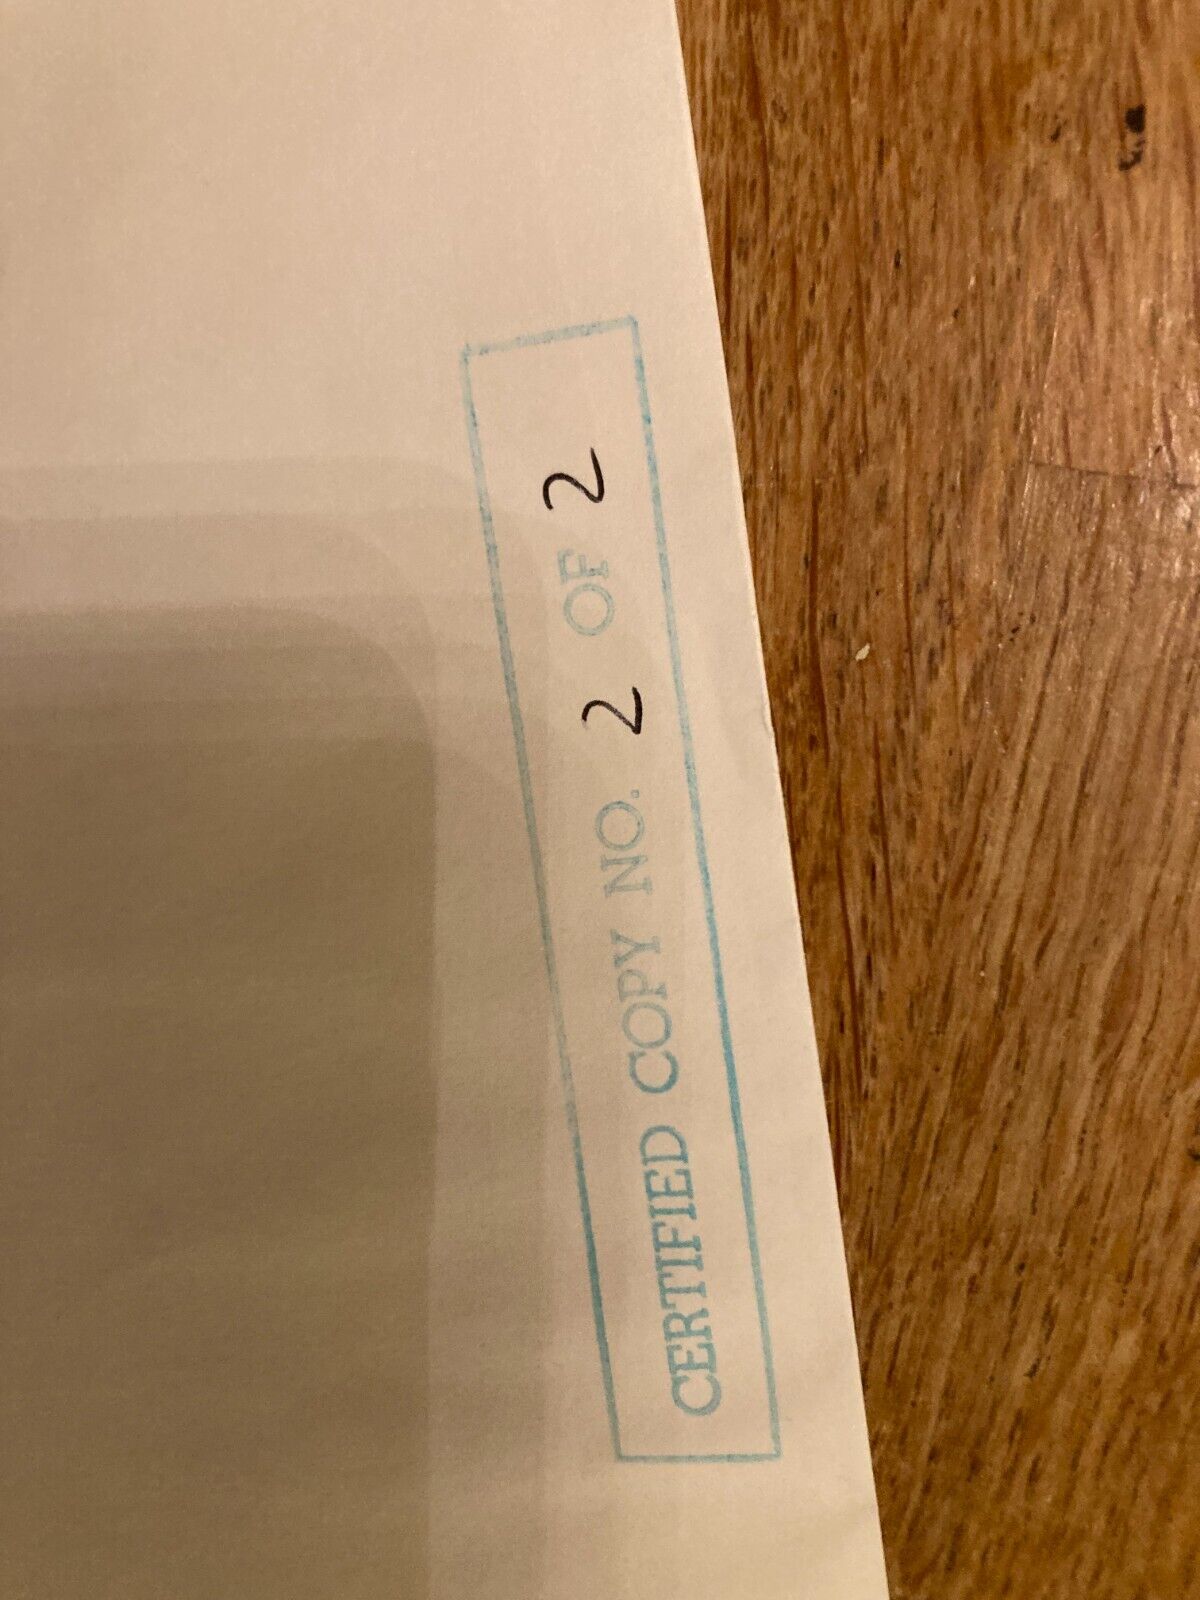 CERTIFIED COPY NO. 2 OF 2